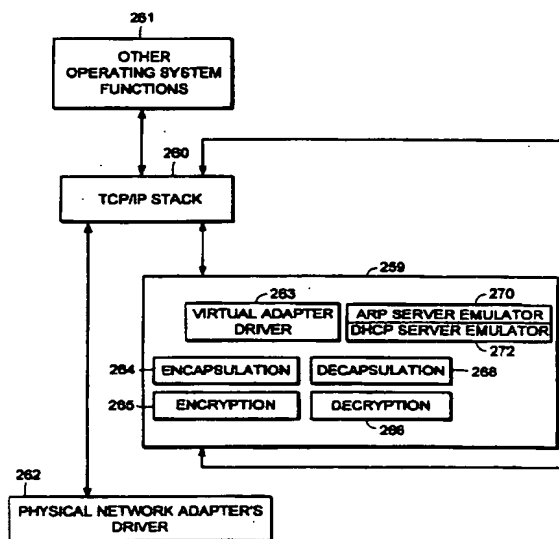 261
OTHER
OPERATING SYSTEM
FUNCTIONS
260
TCP/IP STACK
259
263
270
VIRTUAL ADAPTER
DRIVER
ARP SERVER EMULATOR
DHCP SERVER EMULATOR
272
264
ENCAPSULATION
DECAPSULATION
268
265
ENCRYPTION
DECRYPTION
266
262
PHYSICAL NETWORK ADAPTER'S
DRIVER